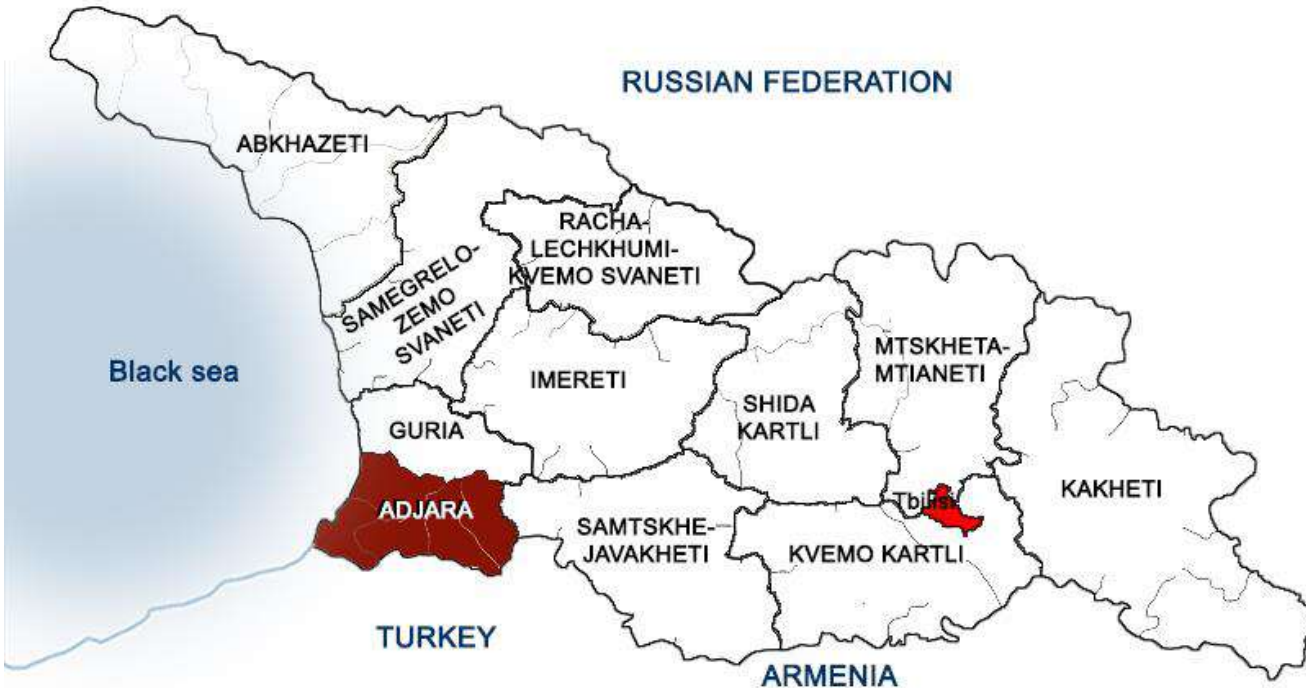 RUSSIAN FEDERATION
ABKHAZETI
RACHA-
LECHKHUMI-
KVEMO SVANETI
SAMEGRELO-
ZEMO
SVANETI
MTSKHETA-
MTIANETI
Black sea
IMERETI
SHIDA
KARTLI
GURIA
KAKHETI
ADJARA
Tbilisi
SAMTSKHE-
JAVAKHETI
KVEMO KARTLI
TURKEY
ARMENIA